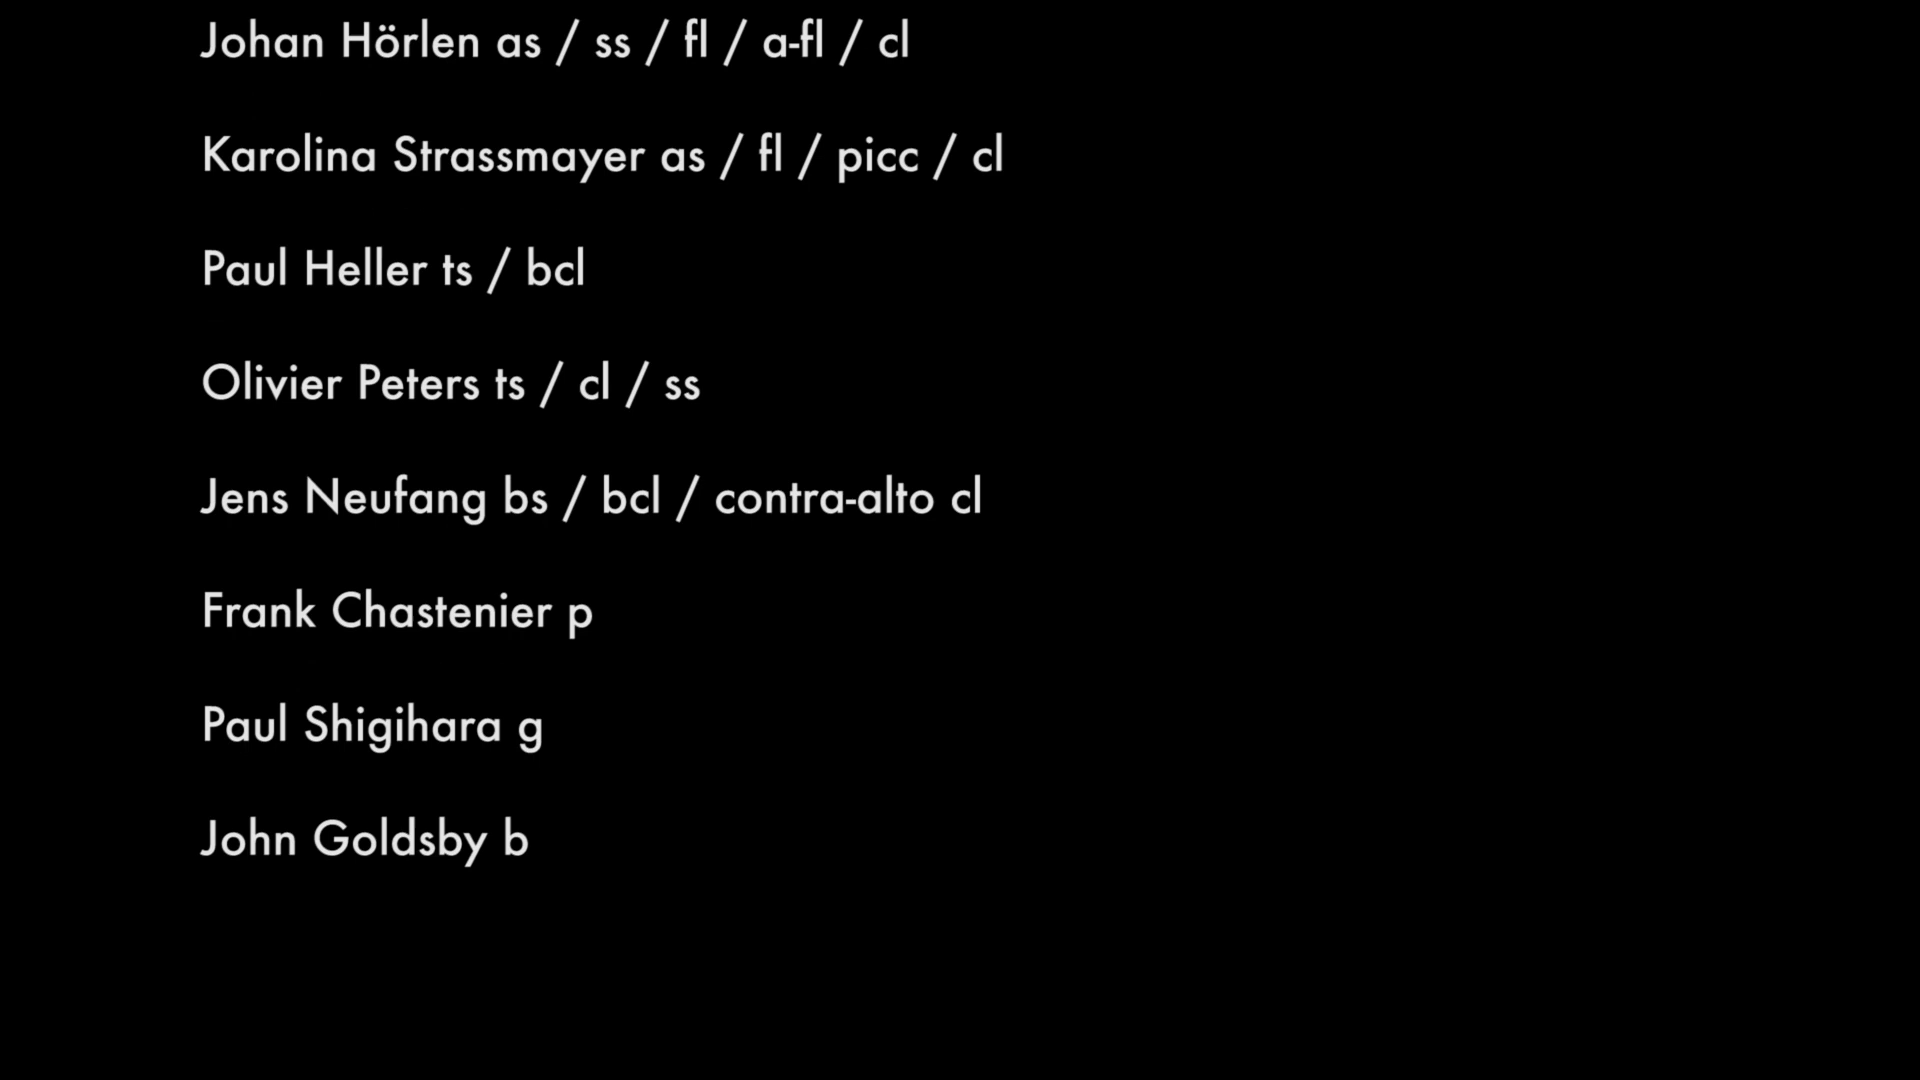 Johan Hörlen as / ss / fl / a-fl / cl
Karolina Strassmayer as / fl / picc / cl
Paul Heller ts / bcl
Olivier Peters ts / cl / ss
Jens Neufang bs / bcl / contra-alto cl
Frank Chastenier p
Paul Shigihara g
John Goldsby b